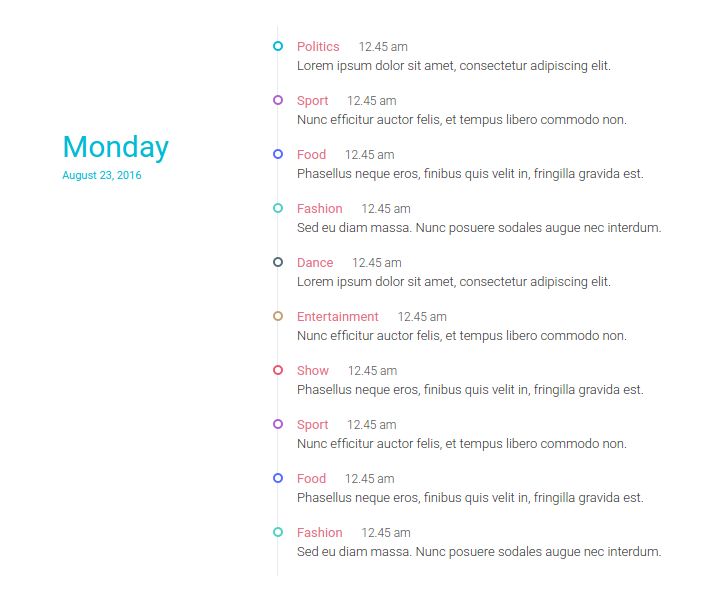 Monday
August 23, 2016
Politics 12.45 am
Lorem ipsum dolor sit amet, consectetur adipiscing elit.
Sport 12.45 am
Nunc efficitur auctor felis, et tempus libero commodo non.
Food 12.45 am
Phasellus neque eros, finibus quis velit in, fringilla gravida est.
Fashion 12.45 am
Sed eu diam massa. Nunc posuere sodales augue nec interdum.
Dance 12.45 am
Lorem ipsum dolor sit amet, consectetur adipiscing elit.
Entertainment 12.45 am
Nunc efficitur auctor felis, et tempus libero commodo non.
Show 12.45 am
Phasellus neque eros, finibus quis velit in, fringilla gravida est.
Sport 12.45 am
Nunc efficitur auctor felis, et tempus libero commodo non.
Food 12.45 am
Phasellus neque eros, finibus quis velit in, fringilla gravida est.
Fashion 12.45 am
Sed eu diam massa. Nunc posuere sodales augue nec interdum.